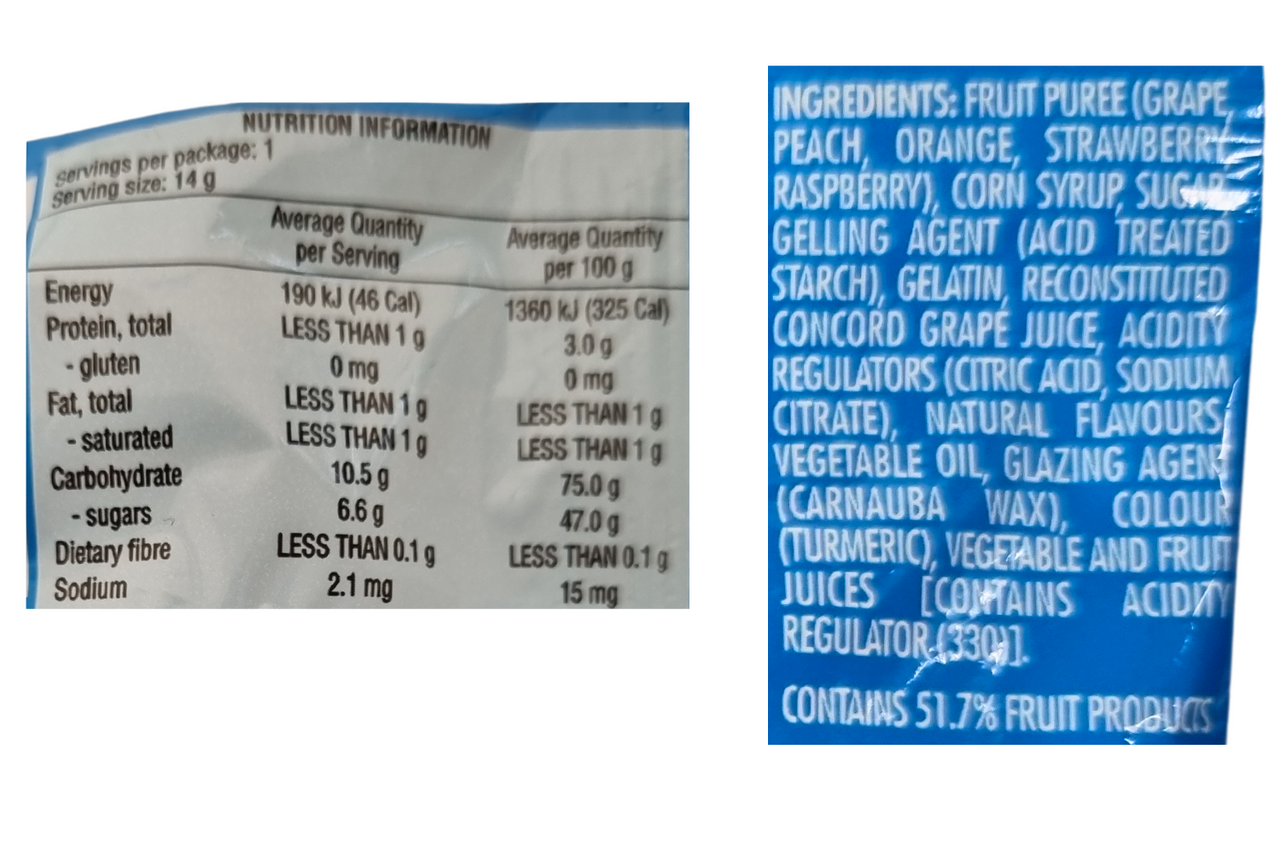 NUTRITION INFORMATION
Servings per package: 1
Serving size: 14 g
Average Quantity per Serving
Average Quantity per 100 g
Energy 190 kJ (46 Cal) 1360 kJ (325 Cal)
Protein, total LESS THAN 1 g 3.0 g
- gluten 0 mg 0 mg
Fat, total LESS THAN 1 g LESS THAN 1 g
- saturated LESS THAN 1 g LESS THAN 1 g
Carbohydrate 10.5 g 75.0 g
- sugars 6.6 g 47.0 g
Dietary fibre LESS THAN 0.1 g LESS THAN 0.1 g
Sodium 2.1 mg 15 mg
INGREDIENTS: FRUIT PUREE (GRAPE,
PEACH, ORANGE, STRAWBERRY,
RASPBERRY), CORN SYRUP, SUGAR,
GELLING AGENT (ACID TREATED
STARCH), GELATIN, RECONSTITUTED
CONCORD GRAPE JUICE, ACIDITY
REGULATORS (CITRIC ACID, SODIUM
CITRATE), NATURAL FLAVOURS,
VEGETABLE OIL, GLAZING AGENT
(CARNAUBA WAX), COLOUR
(TURMERIC), VEGETABLE AND FRUIT
JUICES [CONTAINS ACIDITY
REGULATOR (330)].
CONTAINS 51.7% FRUIT PRODUCTS